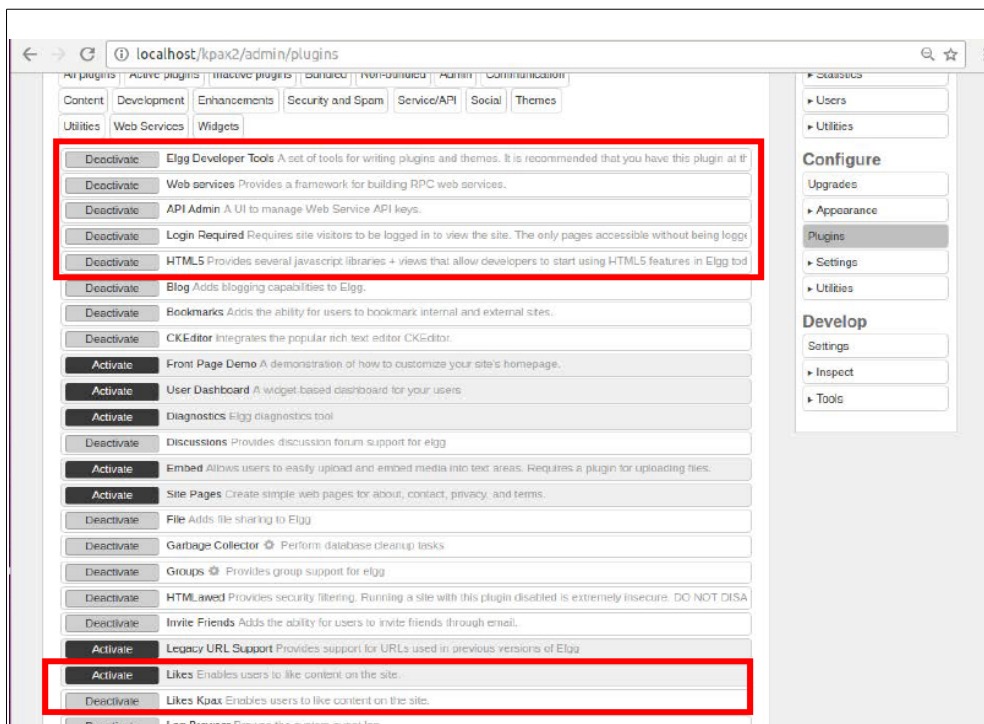 localhost/kpax2/admin/plugins
All plugins Active plugins Inactive plugins Bundled Non-bundled Admin Communication
Content Development Enhancements Security and Spam Service/API Social Themes
Utilities Web Services Widgets
Deactivate Elgg Developer Tools A set of tools for writing plugins and themes. It is recommended that you have this plugin at th
Deactivate Web services Provides a framework for building RPC web services.
Deactivate API Admin A UI to manage Web Service API keys.
Deactivate Login Required Requires site visitors to be logged in to view the site. The only pages accessible without being logge
Deactivate HTML5 Provides several javascript libraries + views that allow developers to start using HTML5 features in Elgg tod
Deactivate Blog Adds blogging capabilities to Elgg.
Deactivate Bookmarks Adds the ability for users to bookmark internal and external sites.
Deactivate CKEditor Integrates the popular rich text editor CKEditor.
Activate Front Page Demo A demonstration of how to customize your site's homepage.
Activate User Dashboard A widget-based dashboard for your users
Activate Diagnostics Elgg diagnostics tool
Deactivate Discussions Provides discussion forum support for elgg
Activate Embed Allows users to easily upload and embed media into text areas. Requires a plugin for uploading files.
Activate Site Pages Create simple web pages for about, contact, privacy, and terms.
Deactivate File Adds file sharing to Elgg
Deactivate Garbage Collector Perform database cleanup tasks
Deactivate Groups Provides group support for elgg
Deactivate HTMLawed Provides security filtering. Running a site with this plugin disabled is extremely insecure. DO NOT DISA
Deactivate Invite Friends Adds the ability for users to invite friends through email.
Activate Legacy URL Support Provides support for URLs used in previous versions of Elgg
Activate Likes Enables users to like content on the site.
Deactivate Likes Kpax Enables users to like content on the site.
Statistics
Users
Utilities
Configure
Upgrades
Appearance
Plugins
Settings
Utilities
Develop
Settings
Inspect
Tools